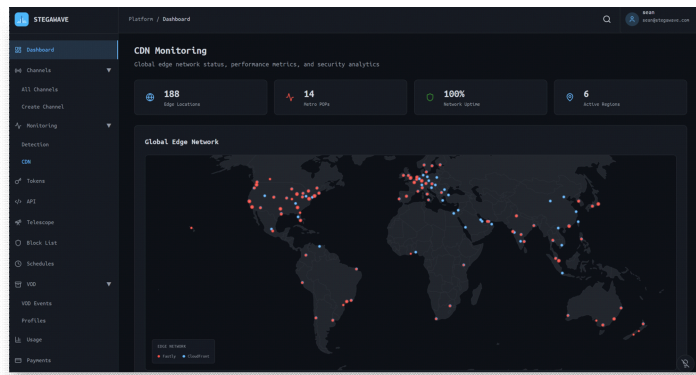 STEGAWAVE
Platform / Dashboard
sean
sean@stegawave.com
Dashboard
Channels
All Channels
Create Channel
Monitoring
Detection
CDN
Tokens
API
Telescope
Block List
Schedules
VOD
VOD Events
Profiles
Usage
Payments
CDN Monitoring
Global edge network status, performance metrics, and security analytics
188
Edge Locations
14
Metro POPs
100%
Network Uptime
6
Active Regions
Global Edge Network
EDGE NETWORK
Fastly
CloudFront